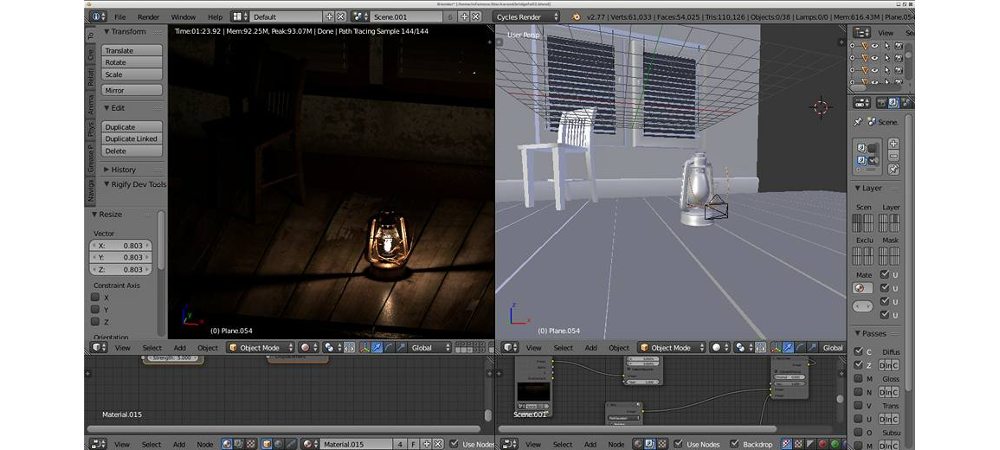 File Render Window Help Default Scene.001 6 Cycles Render v2.77 | Verts:61,033 | Faces:54,025 | Tris:110,126 | Objects:0/38 | Lamps:0/0 | Mem:616.43M | Plane.054
Transform
Translate
Rotate
Scale
Mirror
Edit
Duplicate
Duplicate Linked
Delete
History
Rigify Dev Tools
Resize
Vector
X: 0.803
Y: 0.803
Z: 0.803
Constraint Axis
X
Y
Z
Orientation
Time:01:23.92 | Mem:92.25M, Peak:93.07M | Done | Path Tracing Sample 144/144
(0) Plane.054
View Select Add Object Object Mode Global
User Persp
(0) Plane.054
View Select Add Object Object Mode Global
Strength: 5.000
Material.015
View Select Add Node Material.015 4 F Use Nodes
Scene.001
View Select Add Node Use Nodes Backdrop
View
Scene
Layer
Scen Layer
Exclu Mask
Mate U
U
U
U
Passes
C Diffus
Z
M Gloss
N
V Trans
U
O Subsu
M